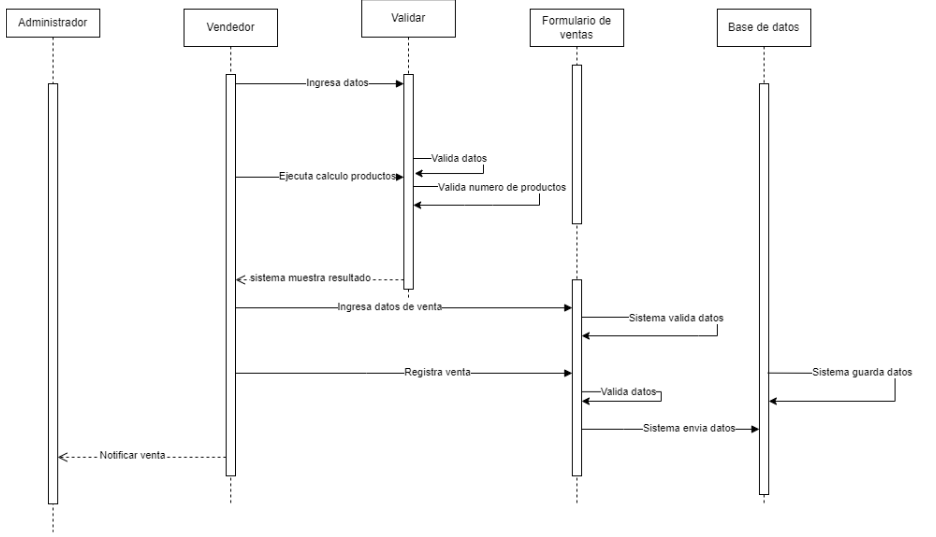 Administrador
Vendedor
Validar
Formulario de
ventas
Base de datos
Ingresa datos
Valida datos
Ejecuta calculo productos
Valida numero de productos
sistema muestra resultado
Ingresa datos de venta
Sistema valida datos
Registra venta
Sistema guarda datos
Valida datos
Sistema envia datos
Notificar venta